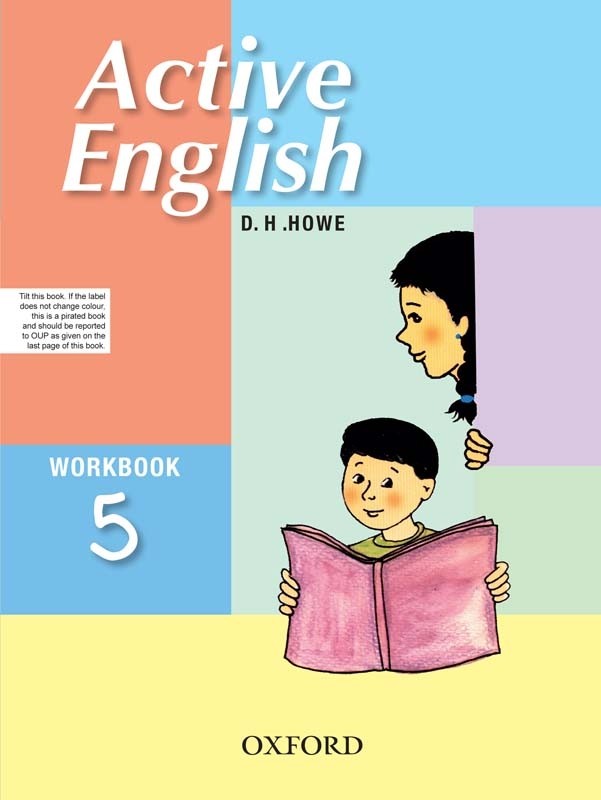 Active
English
D. H .HOWE
Tilt this book. If the label
does not change colour,
this is a pirated book
and should be reported
to OUP as given on the
last page of this book.
WORKBOOK
5
OXFORD